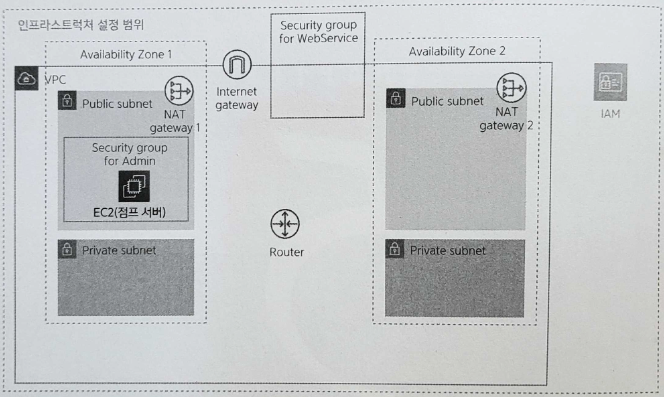 인프라스트럭처 설정 범위
Security group
for WebService
Availability Zone 1
Availability Zone 2
VPC
Internet
gateway
Public subnet
NAT
gateway 1
Security group
for Admin
EC2(점프 서버)
Private subnet
Router
Public subnet
NAT
gateway 2
Private subnet
IAM